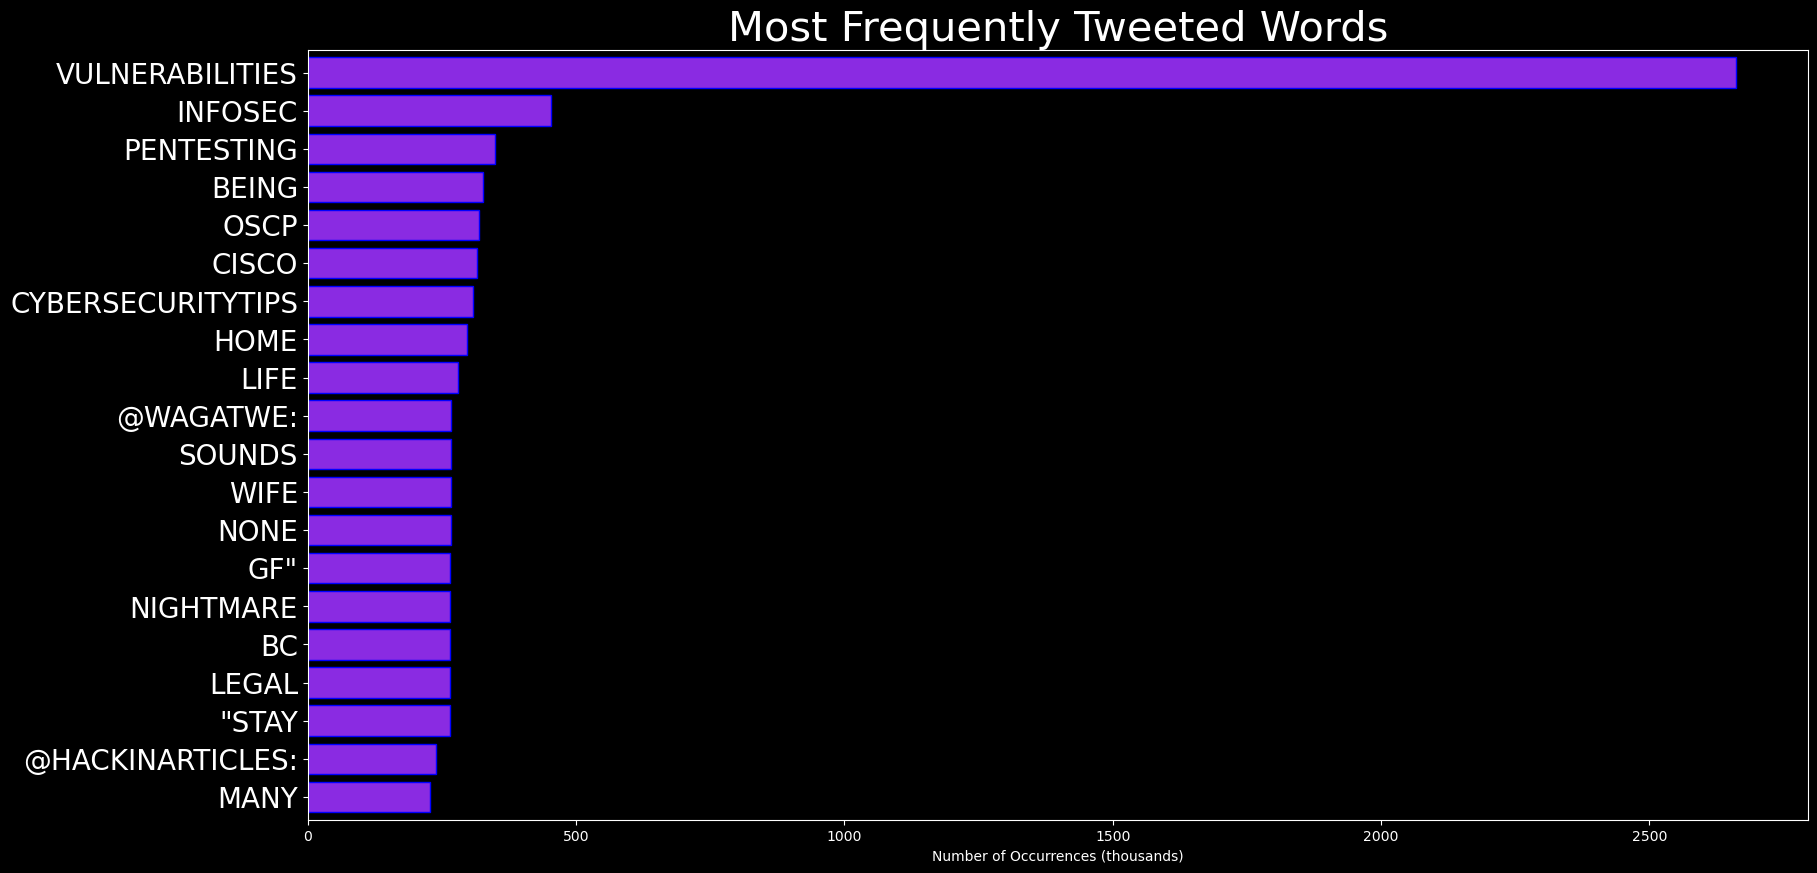 Most Frequently Tweeted Words
VULNERABILITIES
INFOSEC
PENTESTING
BEING
OSCP
CISCO
CYBERSECURITYTIPS
HOME
LIFE
@WAGATWE:
SOUNDS
WIFE
NONE
GF"
NIGHTMARE
BC
LEGAL
"STAY
@HACKINARTICLES:
MANY
0 500 1000 1500 2000 2500
Number of Occurrences (thousands)